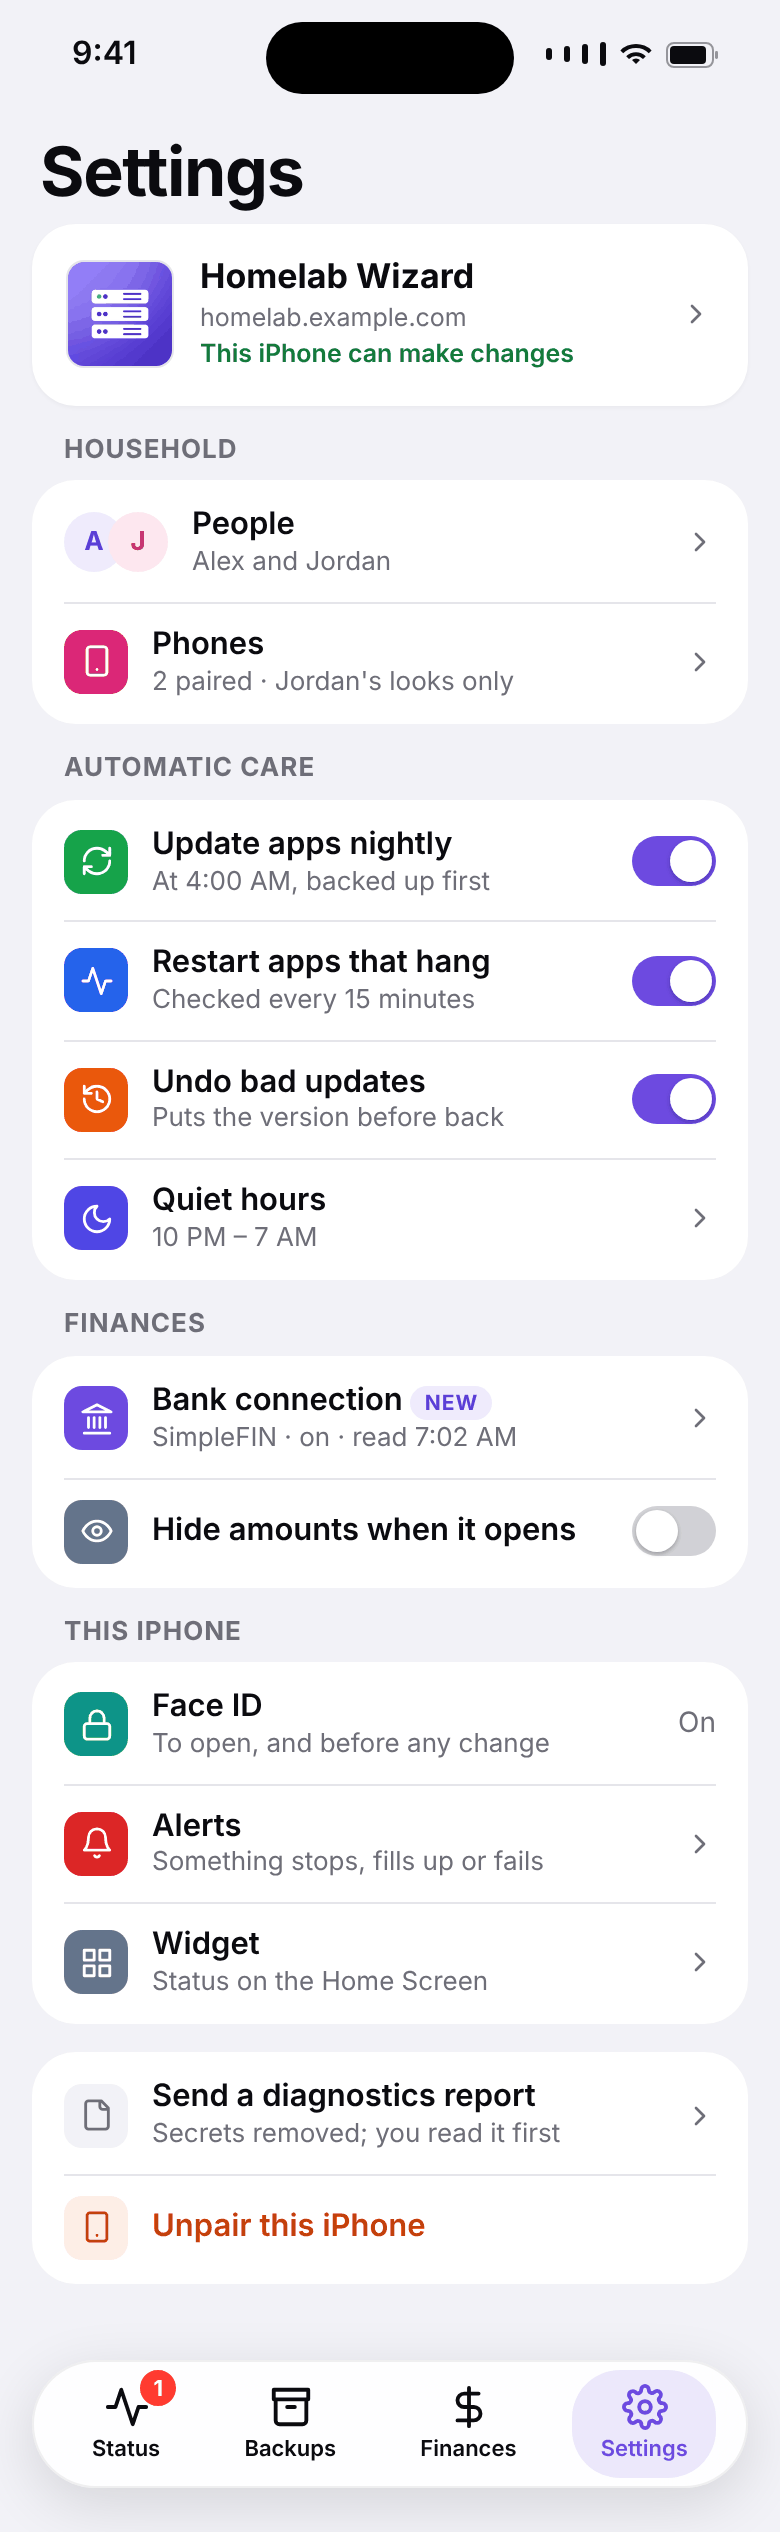 9:41
Settings
Homelab Wizard
homelab.example.com
This iPhone can make changes
HOUSEHOLD
A J
People
Alex and Jordan
Phones
2 paired · Jordan's looks only
AUTOMATIC CARE
Update apps nightly
At 4:00 AM, backed up first
Restart apps that hang
Checked every 15 minutes
Undo bad updates
Puts the version before back
Quiet hours
10 PM – 7 AM
FINANCES
Bank connection NEW
SimpleFIN · on · read 7:02 AM
Hide amounts when it opens
THIS IPHONE
Face ID
To open, and before any change
On
Alerts
Something stops, fills up or fails
Widget
Status on the Home Screen
Send a diagnostics report
Secrets removed; you read it first
Unpair this iPhone
1
Status Backups Finances Settings